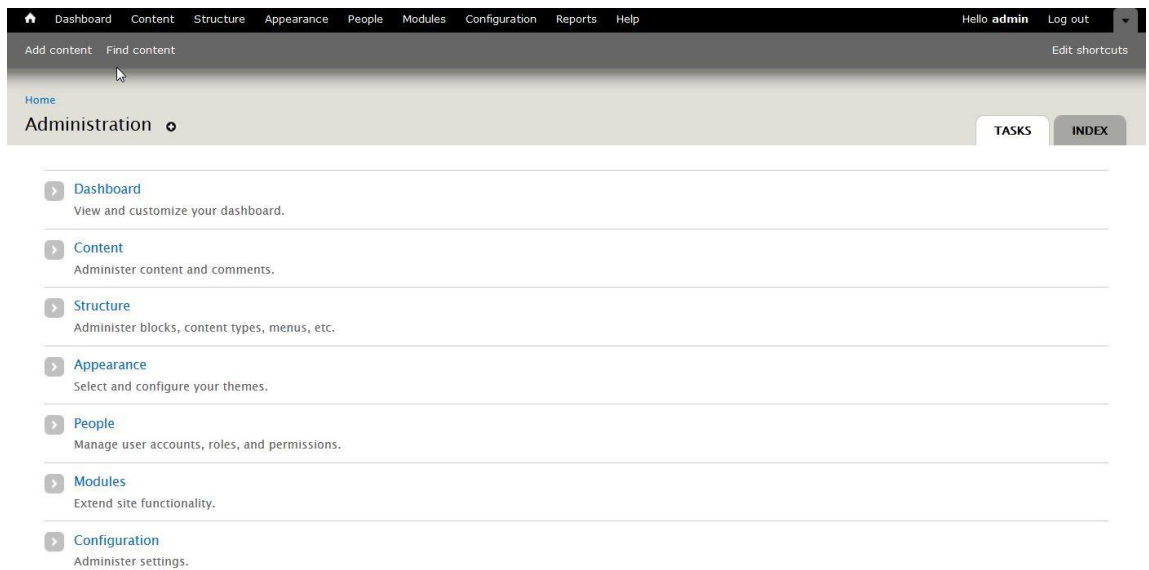 Dashboard Content Structure Appearance People Modules Configuration Reports Help Hello admin Log out
Add content Find content Edit shortcuts
Home
Administration TASKS INDEX
Dashboard
View and customize your dashboard.
Content
Administer content and comments.
Structure
Administer blocks, content types, menus, etc.
Appearance
Select and configure your themes.
People
Manage user accounts, roles, and permissions.
Modules
Extend site functionality.
Configuration
Administer settings.